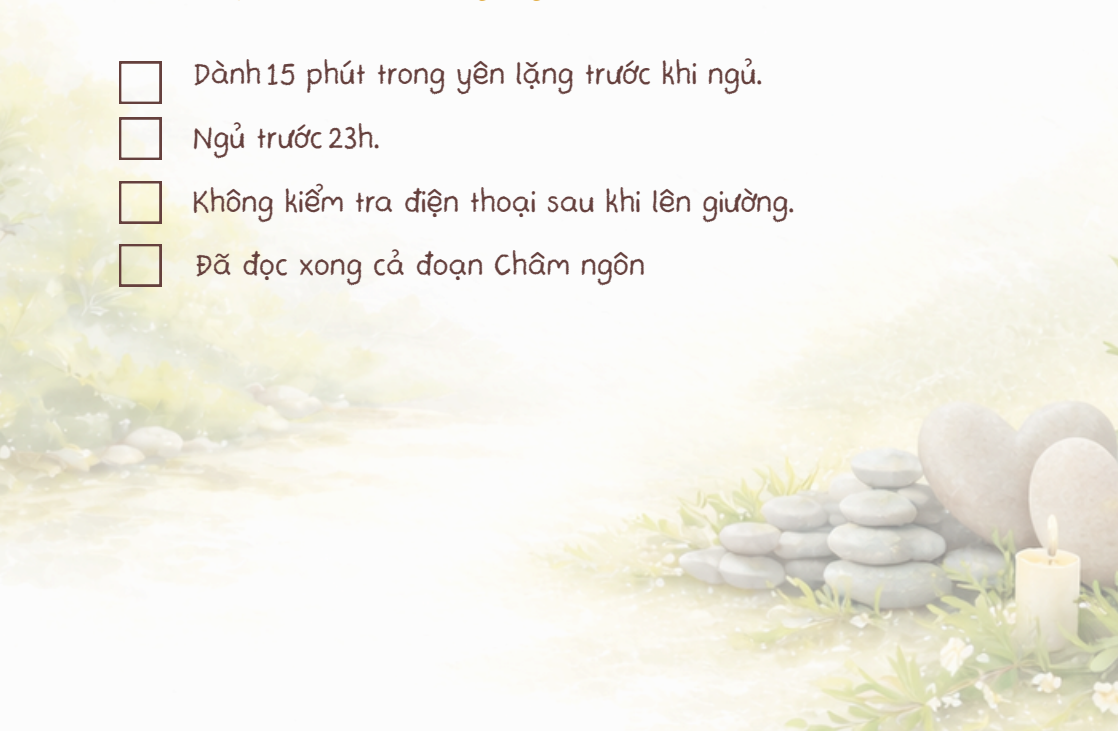 Dành 15 phút trong yên lặng trước khi ngủ.
Ngủ trước 23h.
Không kiểm tra điện thoại sau khi lên giường.
Đã đọc xong cả đoạn Châm ngôn